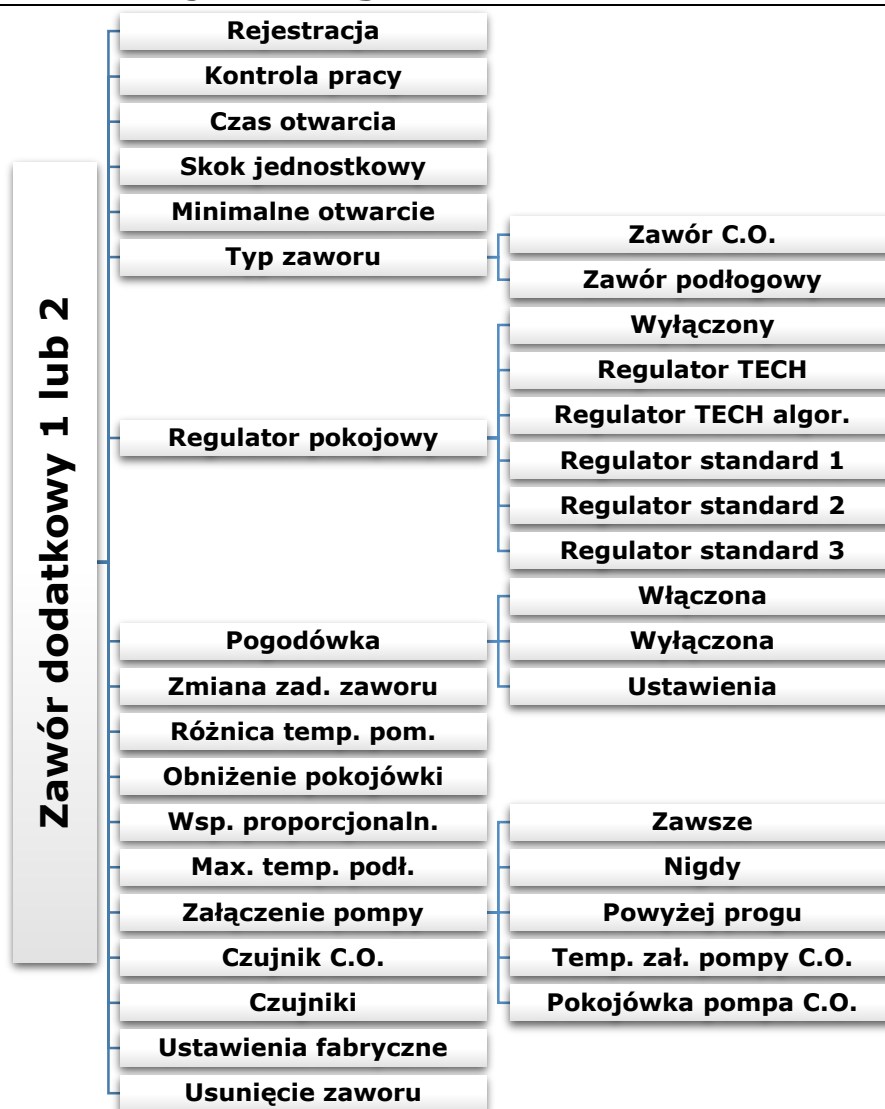 Zawór dodatkowy 1 lub 2
Rejestracja
Kontrola pracy
Czas otwarcia
Skok jednostkowy
Minimalne otwarcie
Typ zaworu
Zawór C.O.
Zawór podłogowy
Regulator pokojowy
Wyłączony
Regulator TECH
Regulator TECH algor.
Regulator standard 1
Regulator standard 2
Regulator standard 3
Pogodówka
Włączona
Wyłączona
Ustawienia
Zmiana zad. zaworu
Różnica temp. pom.
Obniżenie pokojówki
Wsp. proporcjonaln.
Max. temp. podł.
Załączenie pompy
Zawsze
Nigdy
Powyżej progu
Temp. zał. pompy C.O.
Pokojówka pompa C.O.
Czujnik C.O.
Czujniki
Ustawienia fabryczne
Usunięcie zaworu